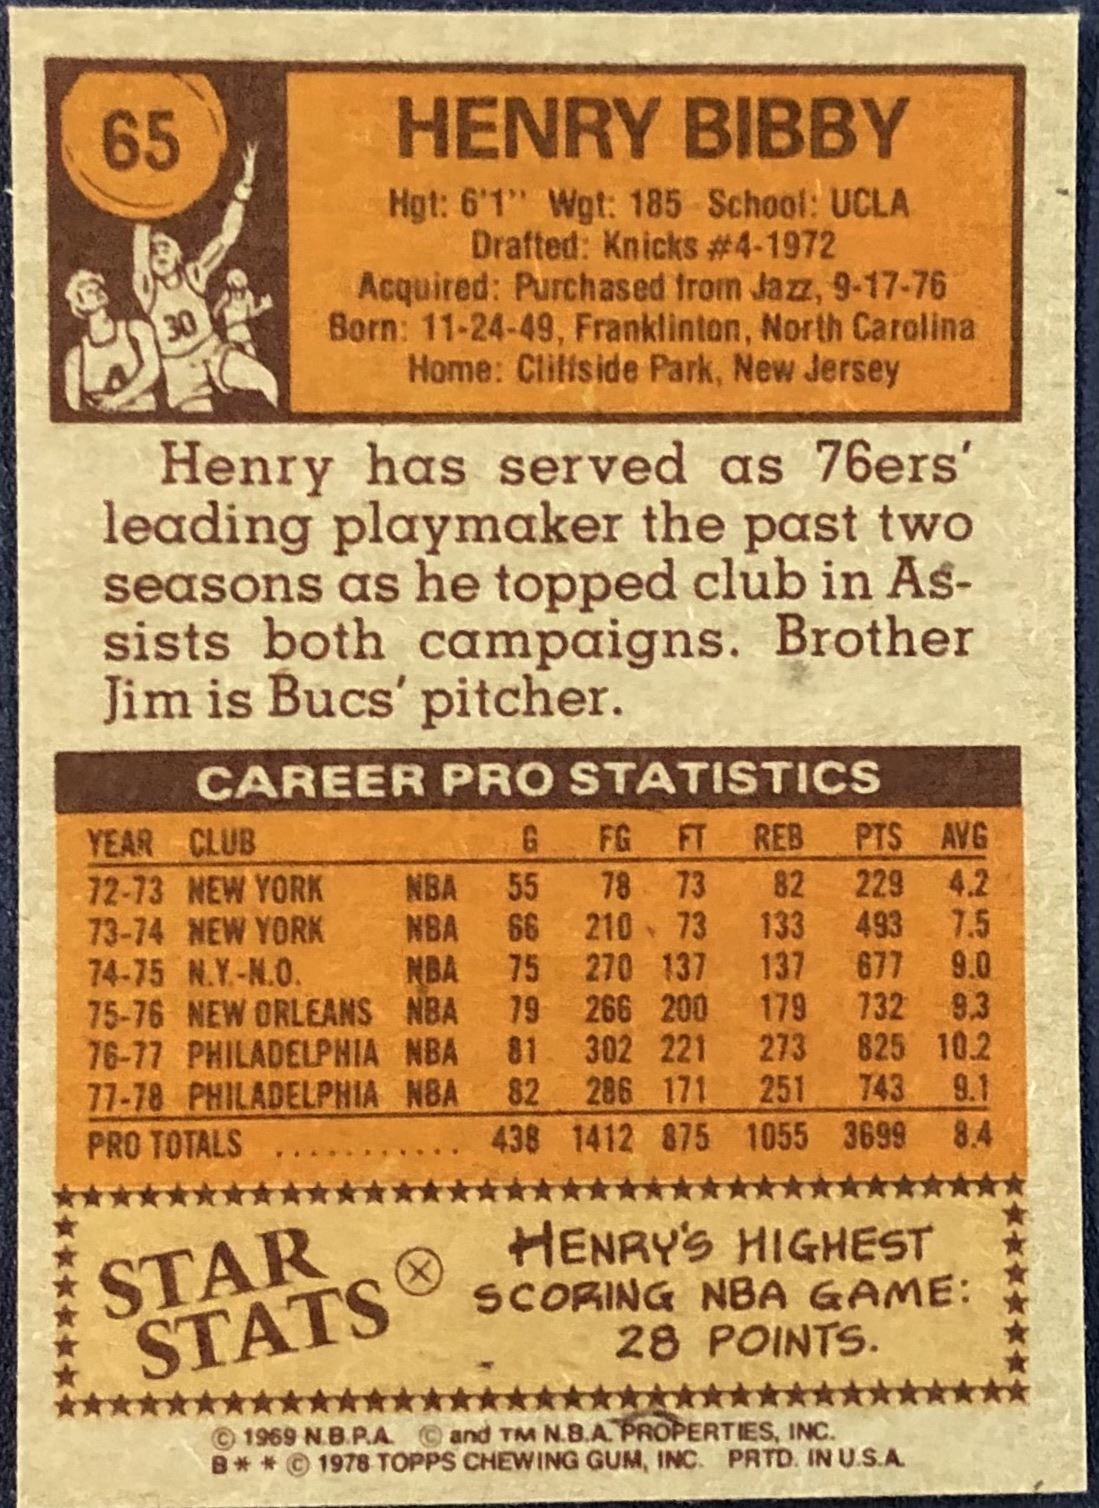 65
HENRY BIBBY
Hgt: 6'1" Wgt: 185 School: UCLA
Drafted: Knicks #4-1972
Acquired: Purchased from Jazz, 9-17-76
Born: 11-24-49, Franklinton, North Carolina
Home: Cliffside Park, New Jersey
30
Henry has served as 76ers'
leading playmaker the past two
seasons as he topped club in As-
sists both campaigns. Brother
Jim is Bucs' pitcher.
CAREER PRO STATISTICS
YEAR CLUB G FG FT REB PTS AVG
72-73 NEW YORK NBA 55 78 73 82 229 4.2
73-74 NEW YORK NBA 66 210 73 133 493 7.5
74-75 N.Y.-N.O. NBA 75 270 137 137 677 9.0
75-76 NEW ORLEANS NBA 79 266 200 179 732 9.3
76-77 PHILADELPHIA NBA 81 302 221 273 825 10.2
77-78 PHILADELPHIA NBA 82 286 171 251 743 9.1
PRO TOTALS ........... 438 1412 875 1055 3699 8.4
STAR
STATS
HENRY'S HIGHEST
SCORING NBA GAME:
28 POINTS.
© 1969 N.B.P.A. © and TM N.B.A. PROPERTIES, INC.
B* * © 1978 TOPPS CHEWING GUM, INC. PRTD. IN U.S.A.